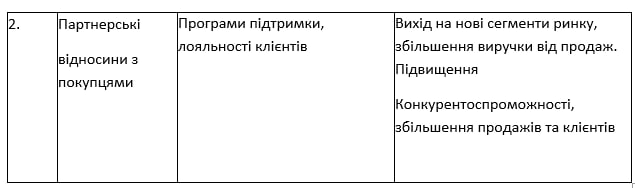 2.
Партнерські
відносини з
покупцями
Програми підтримки,
лояльності клієнтів
Вихід на нові сегменти ринку,
збільшення виручки від продаж.
Підвищення
Конкурентоспроможності,
збільшення продажів та клієнтів